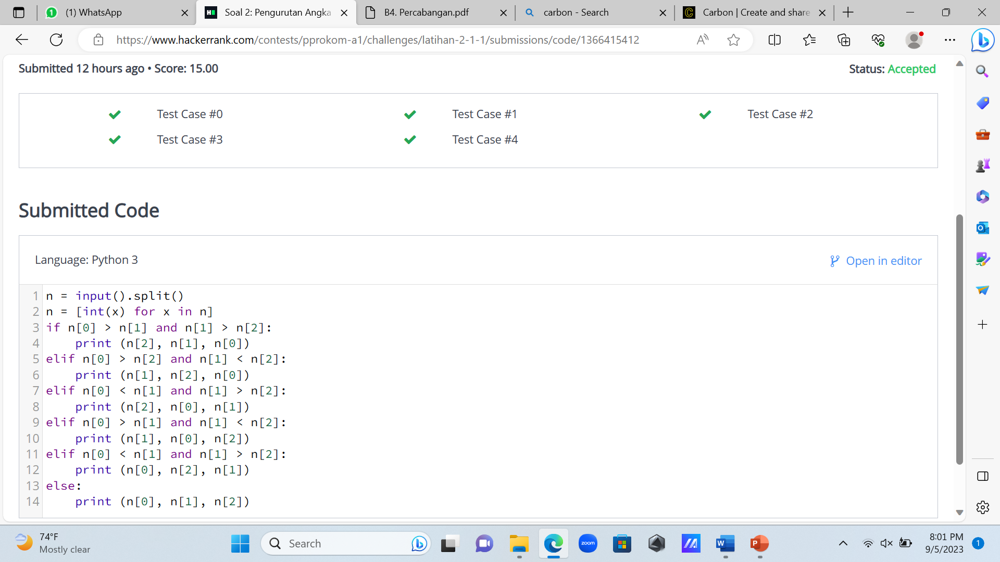 (1) WhatsApp
Soal 2: Pengurutan Angka
B4. Percabangan.pdf
carbon - Search
Carbon | Create and share
https://www.hackerrank.com/contests/pprokom-a1/challenges/latihan-2-1-1/submissions/code/1366415412
Submitted 12 hours ago • Score: 15.00
Status: Accepted
Test Case #0
Test Case #1
Test Case #2
Test Case #3
Test Case #4
Submitted Code
Language: Python 3
Open in editor
1 n = input().split()
2 n = [int(x) for x in n]
3 if n[0] > n[1] and n[1] > n[2]:
4     print (n[2], n[1], n[0])
5 elif n[0] > n[2] and n[1] < n[2]:
6     print (n[1], n[2], n[0])
7 elif n[0] < n[1] and n[1] > n[2]:
8     print (n[2], n[0], n[1])
9 elif n[0] > n[1] and n[1] < n[2]:
10     print (n[1], n[0], n[2])
11 elif n[0] < n[1] and n[1] > n[2]:
12     print (n[0], n[2], n[1])
13 else:
14     print (n[0], n[1], n[2])
74°F
Mostly clear
Search
zoom
8:01 PM
9/5/2023
1